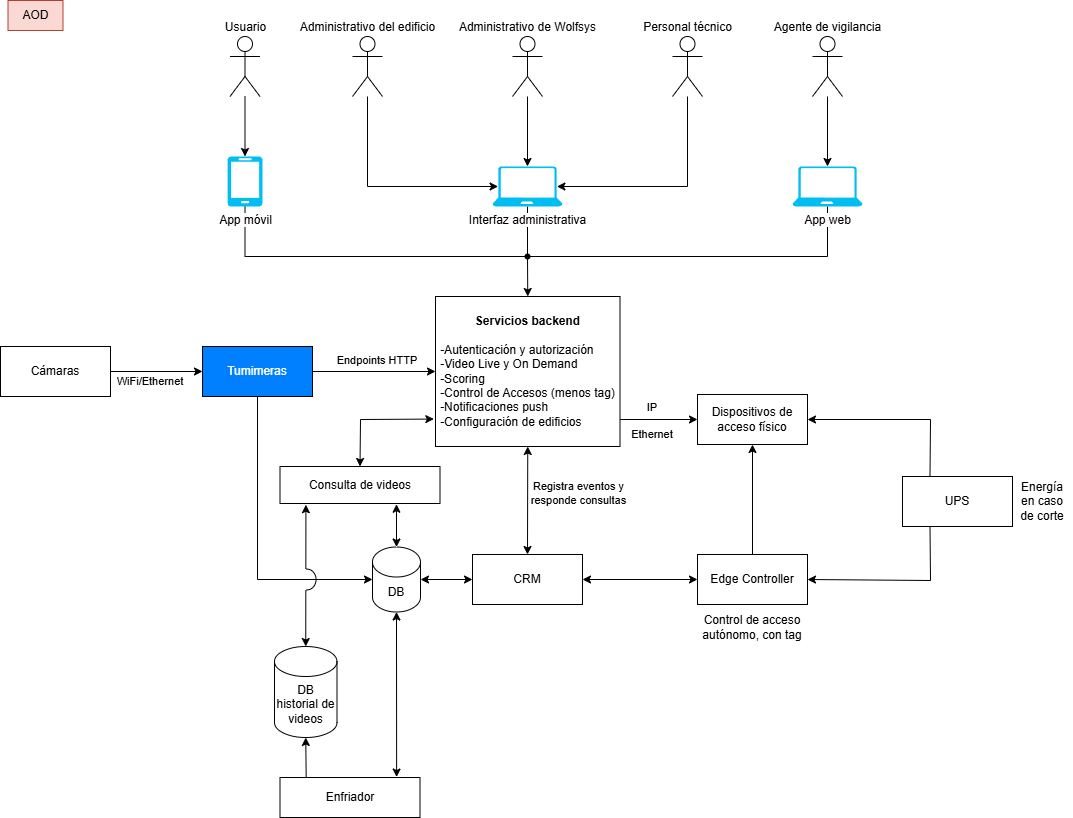 AOD
Usuario
Administrativo del edificio
Administrativo de Wolfsys
Personal técnico
Agente de vigilancia
App móvil
Interfaz administrativa
App web
Servicios backend
-Autenticación y autorización
-Video Live y On Demand
-Scoring
-Control de Accesos (menos tag)
-Notificaciones push
-Configuración de edificios
Cámaras
WiFi/Ethernet
Tumimeras
Endpoints HTTP
IP
Ethernet
Dispositivos de
acceso físico
Consulta de videos
Registra eventos y
responde consultas
UPS
Energía
en caso
de corte
DB
CRM
Edge Controller
Control de acceso
autónomo, con tag
DB
historial de
videos
Enfriador